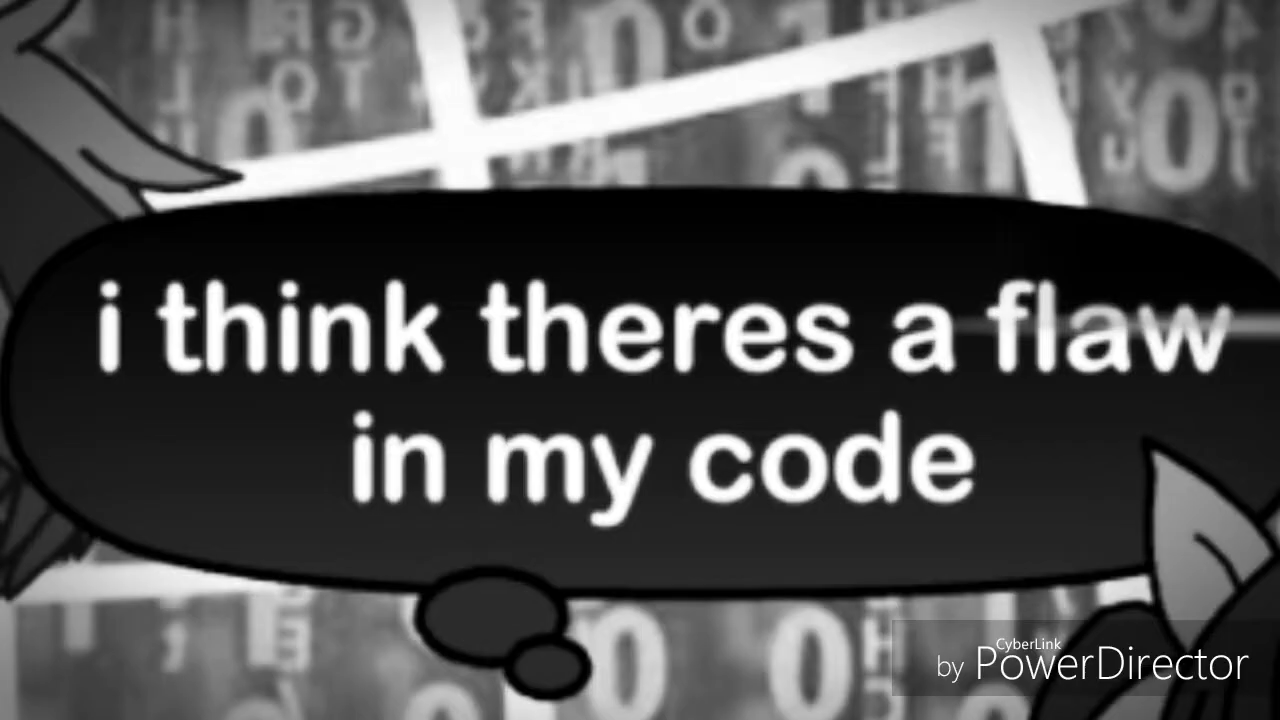 i think theres a flaw
in my code
CyberLink
by PowerDirector